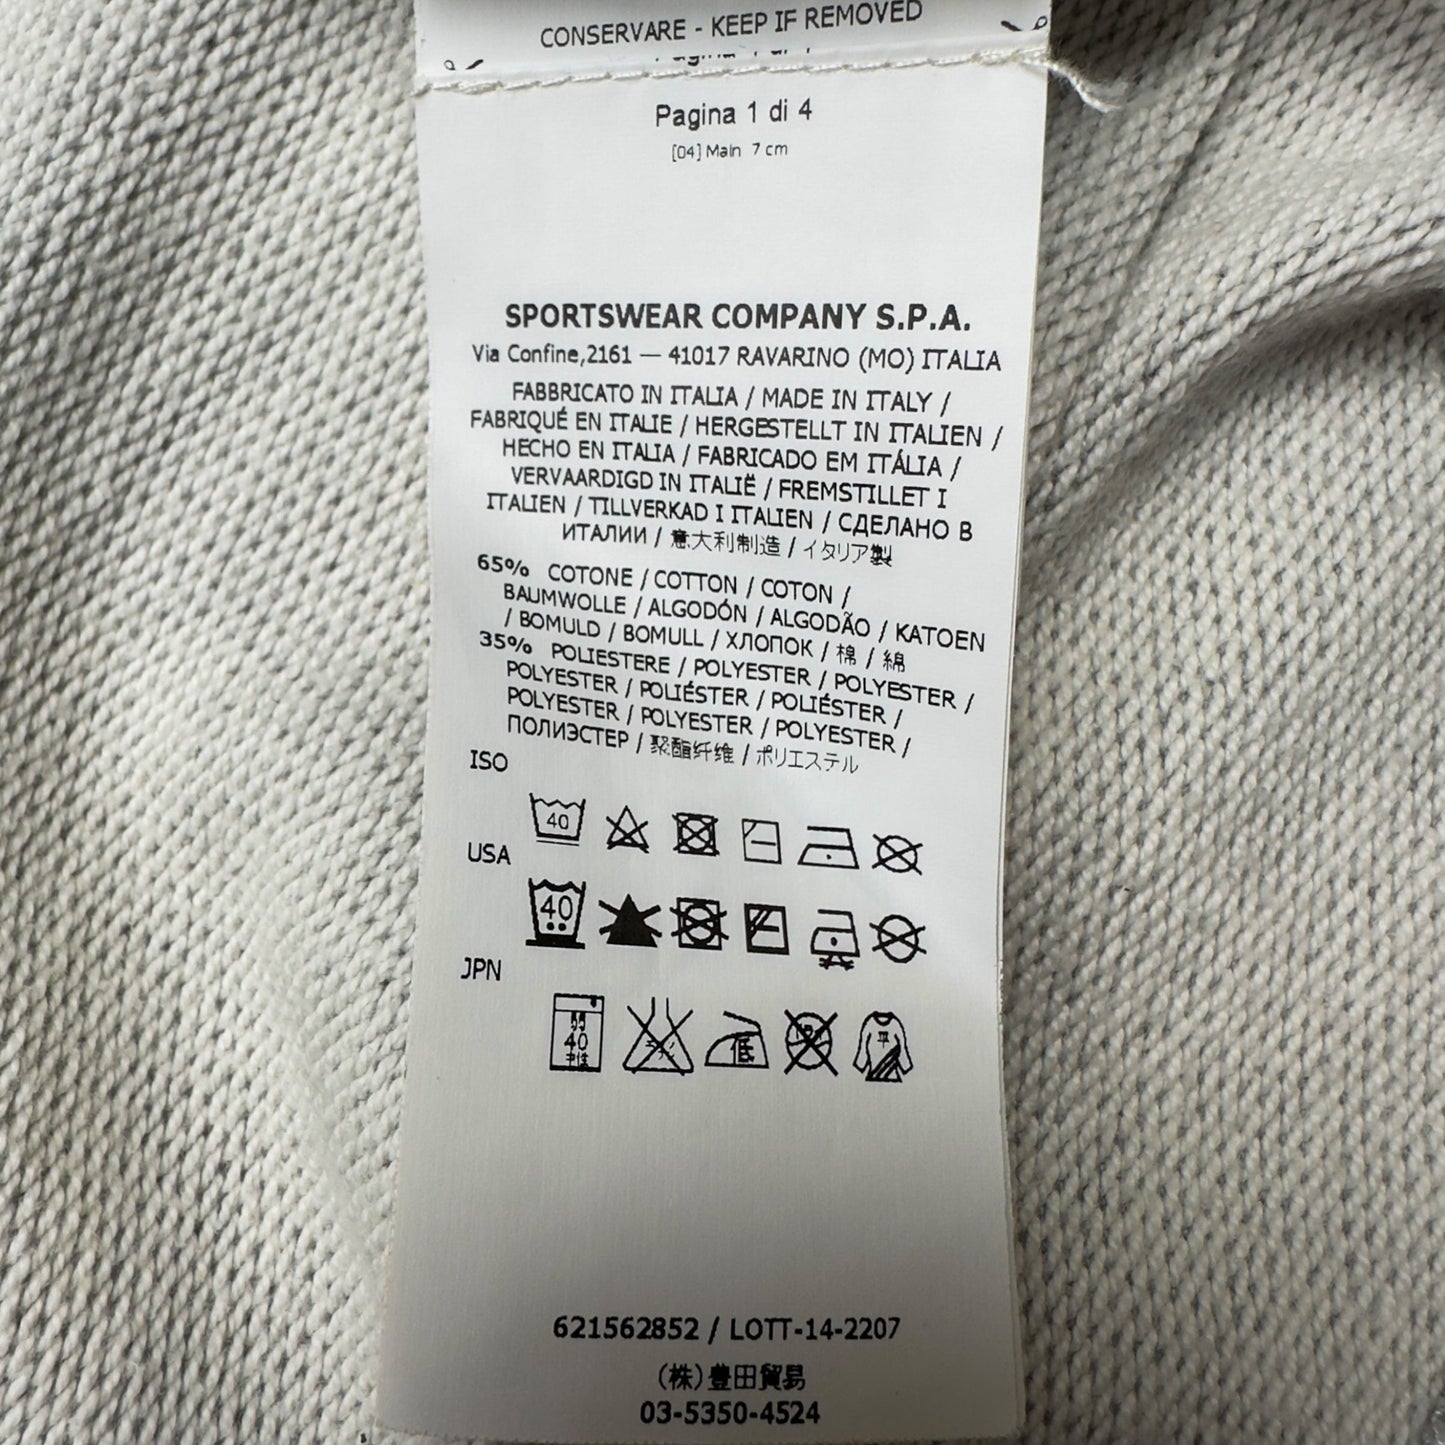 CONSERVARE - KEEP IF REMOVED
Pagina 1 di 4
[04] Main 7 cm
SPORTSWEAR COMPANY S.P.A.
Via Confine,2161 — 41017 RAVARINO (MO) ITALIA
FABBRICATO IN ITALIA / MADE IN ITALY /
FABRIQUÉ EN ITALIE / HERGESTELLT IN ITALIEN /
HECHO EN ITALIA / FABRICADO EM ITÁLIA /
VERVAARDIGD IN ITALIË / FREMSTILLET I
ITALIEN / TILLVERKAD I ITALIEN / СДЕЛАНО В
ИТАЛИИ / 意大利制造 / イタリア製
65% COTONE / COTTON / COTON /
BAUMWOLLE / ALGODÓN / ALGODÃO / KATOEN
/ BOMULD / BOMULL / ХЛОПОК / 棉 / 綿
35% POLIESTERE / POLYESTER / POLYESTER /
POLYESTER / POLIÉSTER / POLIÉSTER /
POLYESTER / POLYESTER / POLYESTER /
ПОЛИЭСТЕР / 聚酯纤维 / ポリエステル
ISO
40
USA
40
JPN
40
中性
低
平
621562852 / LOTT-14-2207
(株)豊田貿易
03-5350-4524